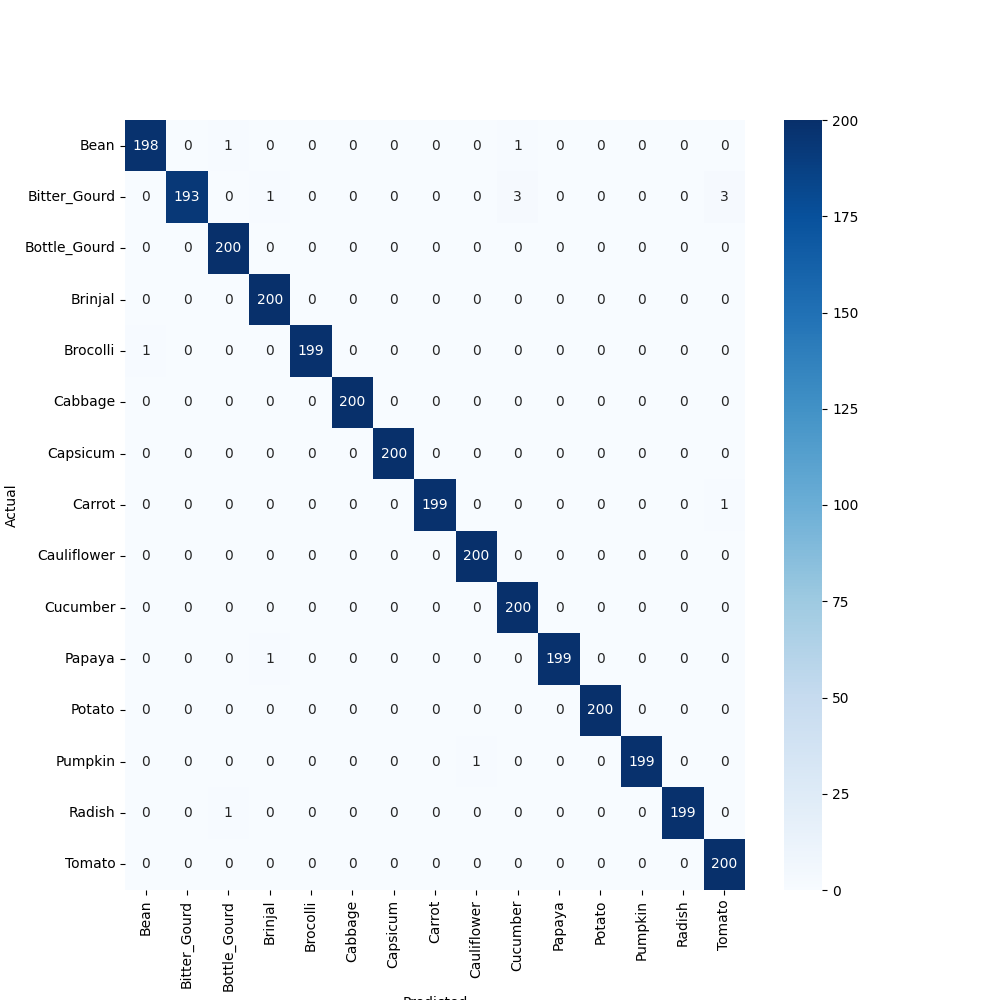 Bean 198 0 1 0 0 0 0 0 0 1 0 0 0 0 0
Bitter_Gourd 0 193 0 1 0 0 0 0 0 3 0 0 0 0 3
Bottle_Gourd 0 0 200 0 0 0 0 0 0 0 0 0 0 0 0
Brinjal 0 0 0 200 0 0 0 0 0 0 0 0 0 0 0
Brocolli 1 0 0 0 199 0 0 0 0 0 0 0 0 0 0
Cabbage 0 0 0 0 0 200 0 0 0 0 0 0 0 0 0
Capsicum 0 0 0 0 0 0 200 0 0 0 0 0 0 0 0
Carrot 0 0 0 0 0 0 0 199 0 0 0 0 0 0 1
Cauliflower 0 0 0 0 0 0 0 0 200 0 0 0 0 0 0
Cucumber 0 0 0 0 0 0 0 0 0 200 0 0 0 0 0
Papaya 0 0 0 1 0 0 0 0 0 0 199 0 0 0 0
Potato 0 0 0 0 0 0 0 0 0 0 0 200 0 0 0
Pumpkin 0 0 0 0 0 0 0 0 1 0 0 0 199 0 0
Radish 0 0 1 0 0 0 0 0 0 0 0 0 0 199 0
Tomato 0 0 0 0 0 0 0 0 0 0 0 0 0 0 200
Actual
Bean Bitter_Gourd Bottle_Gourd Brinjal Brocolli Cabbage Capsicum Carrot Cauliflower Cucumber Papaya Potato Pumpkin Radish Tomato
Predicted
200
175
150
125
100
75
50
25
0